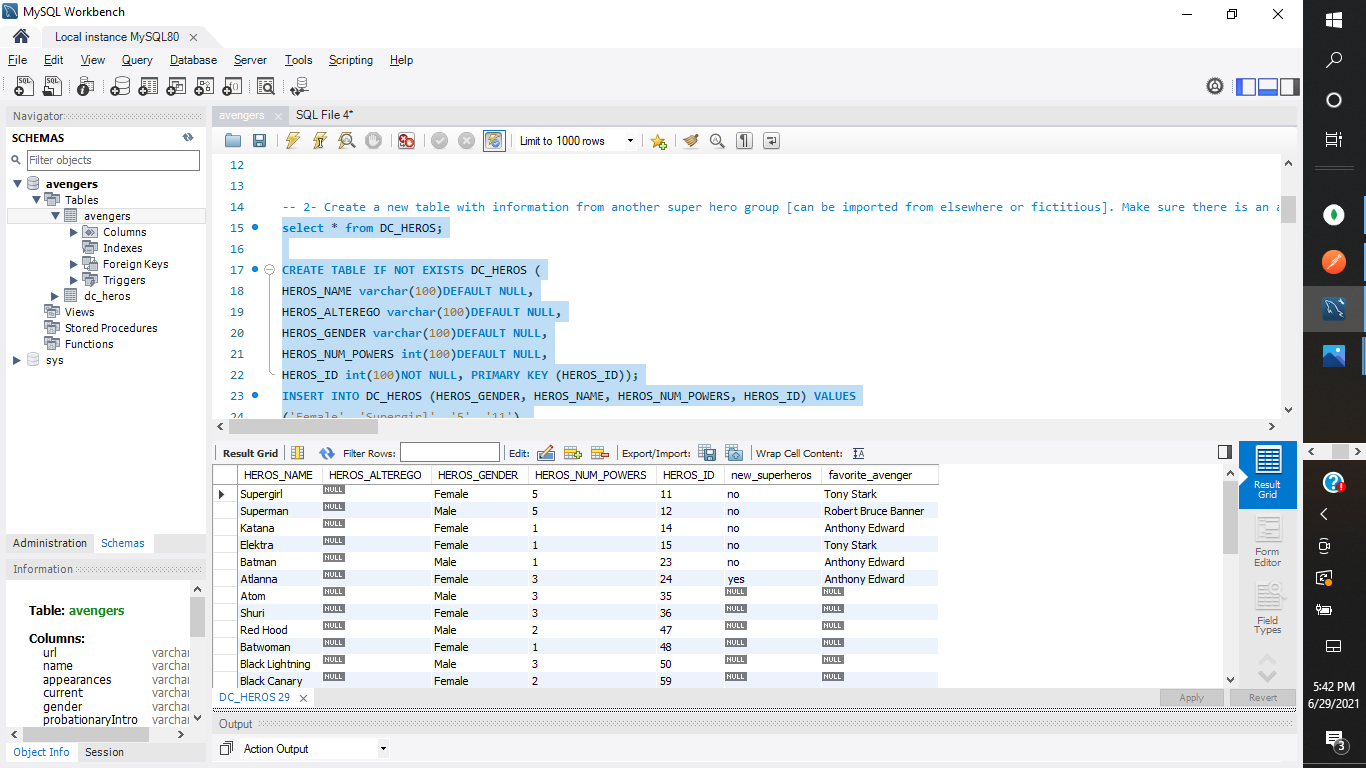 MySQL Workbench
Local instance MySQL80
File Edit View Query Database Server Tools Scripting Help
Navigator
SCHEMAS
Filter objects
avengers
Tables
avengers
Columns
Indexes
Foreign Keys
Triggers
dc_heros
Views
Stored Procedures
Functions
sys
Administration Schemas
Information
Table: avengers
Columns:
url varchar
name varchar
appearances varchar
current varchar
gender varchar
probationaryIntro varchar
Object Info Session
avengers SQL File 4*
Limit to 1000 rows
12
13
14 -- 2- Create a new table with information from another super hero group [can be imported from elsewhere or fictitious]. Make sure there is an a
15 select * from DC_HEROS;
16
17 CREATE TABLE IF NOT EXISTS DC_HEROS (
18 HEROS_NAME varchar(100)DEFAULT NULL,
19 HEROS_ALTEREGO varchar(100)DEFAULT NULL,
20 HEROS_GENDER varchar(100)DEFAULT NULL,
21 HEROS_NUM_POWERS int(100)DEFAULT NULL,
22 HEROS_ID int(100)NOT NULL, PRIMARY KEY (HEROS_ID));
23 INSERT INTO DC_HEROS (HEROS_GENDER, HEROS_NAME, HEROS_NUM_POWERS, HEROS_ID) VALUES
24 ('Female', 'Supergirl', '5', '11')
Result Grid Filter Rows: Edit: Export/Import: Wrap Cell Content:
HEROS_NAME HEROS_ALTEREGO HEROS_GENDER HEROS_NUM_POWERS HEROS_ID new_superheros favorite_avenger
Supergirl NULL Female 5 11 no Tony Stark
Superman NULL Male 5 12 no Robert Bruce Banner
Katana NULL Female 1 14 no Anthony Edward
Elektra NULL Female 1 15 no Tony Stark
Batman NULL Male 1 23 no Anthony Edward
Atlanna NULL Female 3 24 yes Anthony Edward
Atom NULL Male 3 35 NULL NULL
Shuri NULL Female 3 36 NULL NULL
Red Hood NULL Male 2 47 NULL NULL
Batwoman NULL Female 1 48 NULL NULL
Black Lightning NULL Male 3 50 NULL NULL
Black Canary NULL Female 2 59 NULL NULL
Result
Grid
Form
Editor
Field
Types
DC_HEROS 29
Apply Revert
Output
Action Output
5:42 PM
6/29/2021
3